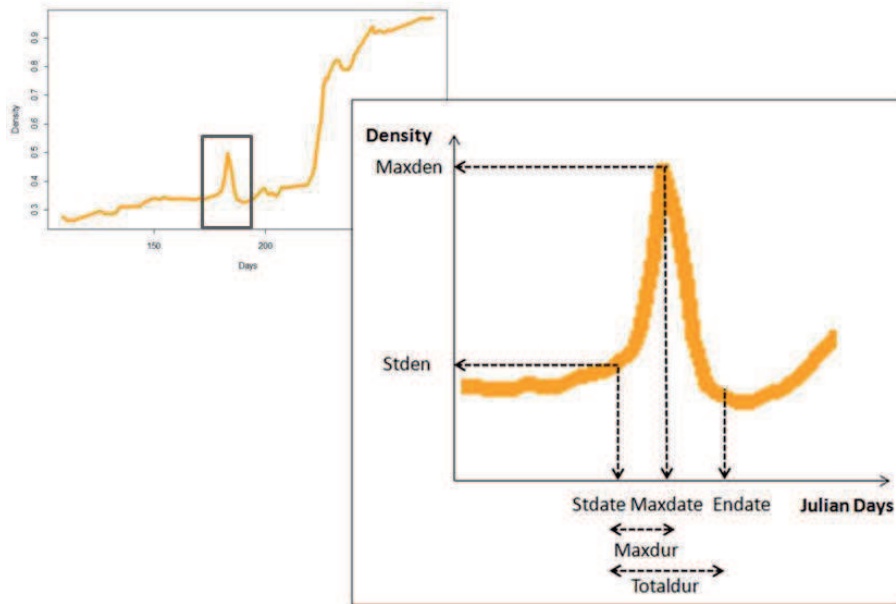 0.9
0.8
0.7
0.6
0.5
0.4
0.3
Density
150
200
Days
Density
Maxden
Stden
Stdate Maxdate Endate Julian Days
Maxdur
Totaldur